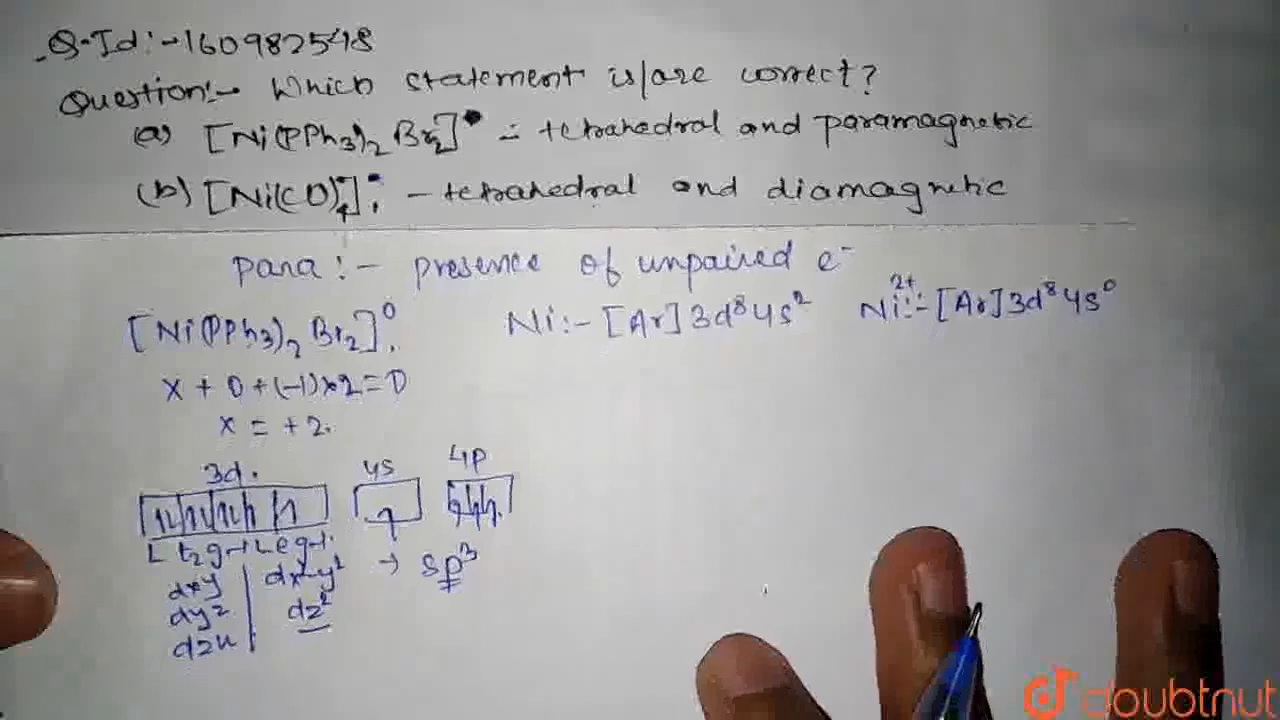 Q-Id:-160982548
Question:- Which statement is/are correct?
(a) [Ni(PPh3)2 Br2] - tetrahedral and paramagnetic
(b) [Ni(CO)4] - tetrahedral and diamagnetic
para :- presence of unpaired e-
[Ni(PPh3)2 Br2]0 Ni:- [Ar] 3d8 4s2 Ni2+:- [Ar] 3d8 4s0
x + 0 + (-1)x2 = 0
x = +2.
3d. 4s 4p
t2g eg
dxy dx2-y2 → sp3
dyz dz2
dzx
doubtnut